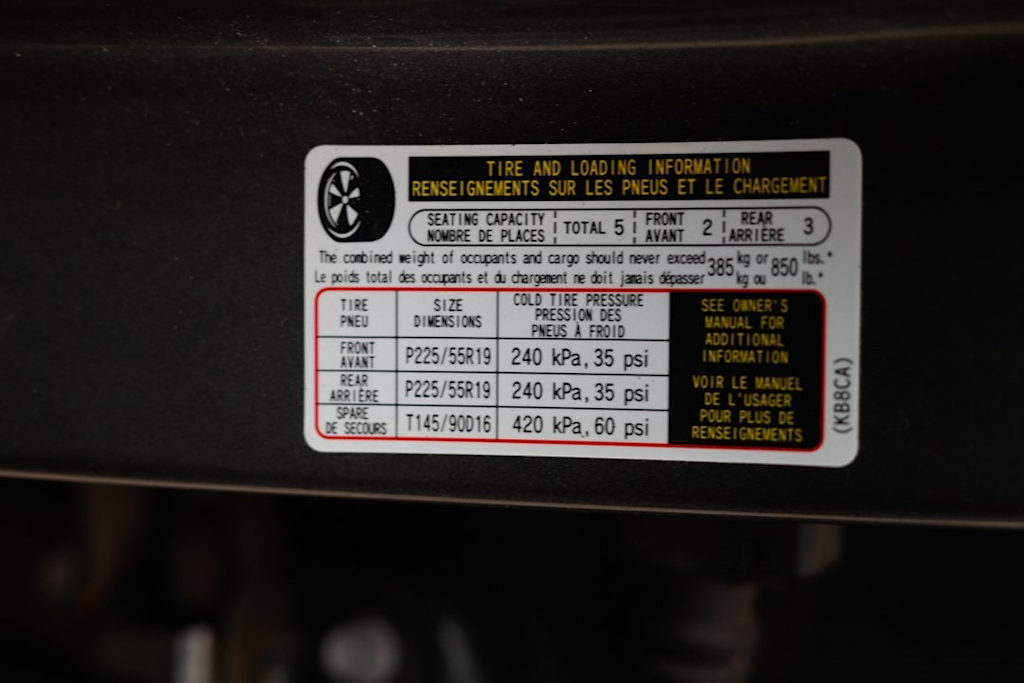 TIRE AND LOADING INFORMATION
RENSEIGNEMENTS SUR LES PNEUS ET LE CHARGEMENT
SEATING CAPACITY TOTAL 5 FRONT 2 REAR 3
NOMBRE DE PLACES AVANT ARRIÈRE
The combined weight of occupants and cargo should never exceed 385 kg or 850 lbs.*
Le poids total des occupants et du chargement ne doit jamais dépasser kg ou lb.*
TIRE SIZE COLD TIRE PRESSURE
PNEU DIMENSIONS PRESSION DES
PNEUS À FROID
FRONT P225/55R19 240 kPa, 35 psi
AVANT
REAR P225/55R19 240 kPa, 35 psi
ARRIÈRE
SPARE T145/90D16 420 kPa, 60 psi
DE SECOURS
SEE OWNER'S
MANUAL FOR
ADDITIONAL
INFORMATION
VOIR LE MANUEL
DE L'USAGER
POUR PLUS DE
RENSEIGNEMENTS
(KB8CA)